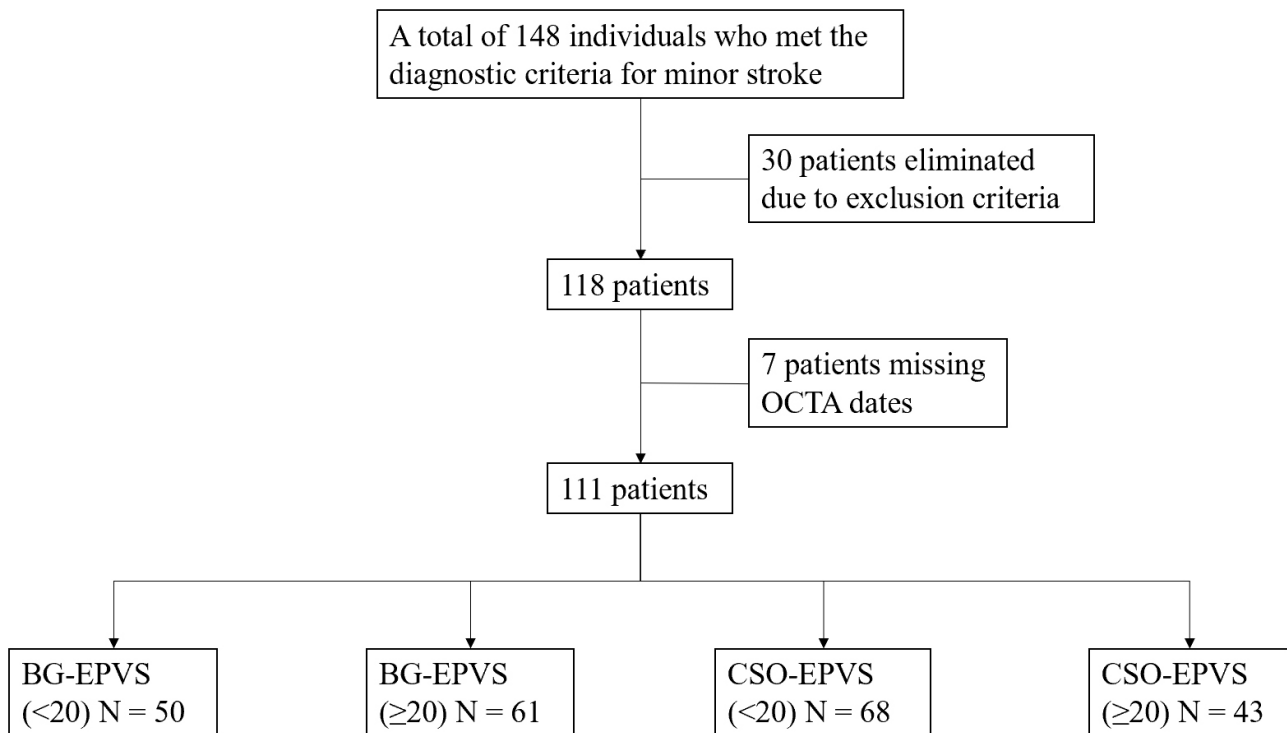 A total of 148 individuals who met the
diagnostic criteria for minor stroke
30 patients eliminated
due to exclusion criteria
118 patients
7 patients missing
OCTA dates
111 patients
BG-EPVS
(<20) N = 50
BG-EPVS
(≥20) N = 61
CSO-EPVS
(<20) N = 68
CSO-EPVS
(≥20) N = 43